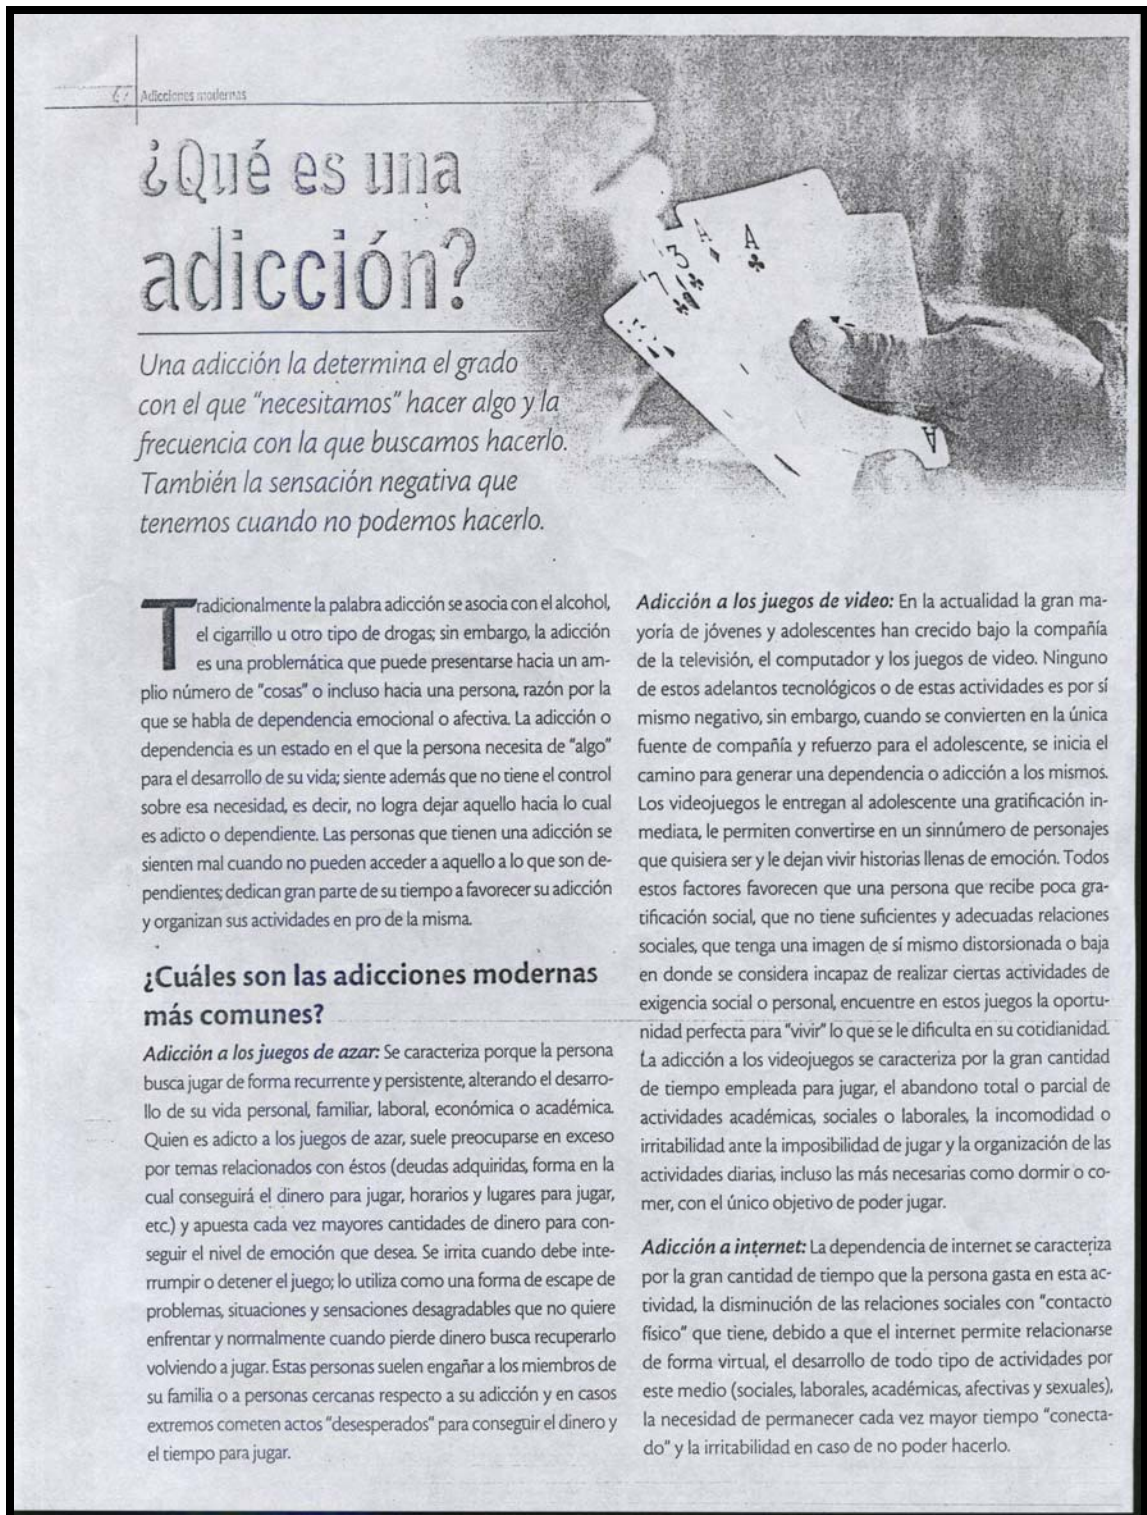 Adicciones modernas
¿Qué es una
adicción?
Una adicción la determina el grado
con el que "necesitamos" hacer algo y la
frecuencia con la que buscamos hacerlo.
También la sensación negativa que
tenemos cuando no podemos hacerlo.
Tradicionalmente la palabra adicción se asocia con el alcohol,
el cigarrillo u otro tipo de drogas; sin embargo, la adicción
es una problemática que puede presentarse hacia un am-
plio número de "cosas" o incluso hacia una persona, razón por la
que se habla de dependencia emocional o afectiva. La adicción o
dependencia es un estado en el que la persona necesita de "algo"
para el desarrollo de su vida; siente además que no tiene el control
sobre esa necesidad, es decir, no logra dejar aquello hacia lo cual
es adicto o dependiente. Las personas que tienen una adicción se
sienten mal cuando no pueden acceder a aquello a lo que son de-
pendientes; dedican gran parte de su tiempo a favorecer su adicción
y organizan sus actividades en pro de la misma.
¿Cuáles son las adicciones modernas
más comunes?
Adicción a los juegos de azar: Se caracteriza porque la persona
busca jugar de forma recurrente y persistente, alterando el desarro-
llo de su vida personal, familiar, laboral, económica o académica.
Quien es adicto a los juegos de azar, suele preocuparse en exceso
por temas relacionados con éstos (deudas adquiridas, forma en la
cual conseguirá el dinero para jugar, horarios y lugares para jugar,
etc.) y apuesta cada vez mayores cantidades de dinero para con-
seguir el nivel de emoción que desea. Se irrita cuando debe inte-
rrumpir o detener el juego; lo utiliza como una forma de escape de
problemas, situaciones y sensaciones desagradables que no quiere
enfrentar y normalmente cuando pierde dinero busca recuperarlo
volviendo a jugar. Estas personas suelen engañar a los miembros de
su familia o a personas cercanas respecto a su adicción y en casos
extremos cometen actos "desesperados" para conseguir el dinero y
el tiempo para jugar.
Adicción a los juegos de video: En la actualidad la gran ma-
yoría de jóvenes y adolescentes han crecido bajo la compañía
de la televisión, el computador y los juegos de video. Ninguno
de estos adelantos tecnológicos o de estas actividades es por sí
mismo negativo, sin embargo, cuando se convierten en la única
fuente de compañía y refuerzo para el adolescente, se inicia el
camino para generar una dependencia o adicción a los mismos.
Los videojuegos le entregan al adolescente una gratificación in-
mediata, le permiten convertirse en un sinnúmero de personajes
que quisiera ser y le dejan vivir historias llenas de emoción. Todos
estos factores favorecen que una persona que recibe poca gra-
tificación social, que no tiene suficientes y adecuadas relaciones
sociales, que tenga una imagen de sí mismo distorsionada o baja
en donde se considera incapaz de realizar ciertas actividades de
exigencia social o personal, encuentre en estos juegos la oportu-
nidad perfecta para "vivir" lo que se le dificulta en su cotidianidad.
La adicción a los videojuegos se caracteriza por la gran cantidad
de tiempo empleada para jugar, el abandono total o parcial de
actividades académicas, sociales o laborales, la incomodidad o
irritabilidad ante la imposibilidad de jugar y la organización de las
actividades diarias, incluso las más necesarias como dormir o co-
mer, con el único objetivo de poder jugar.
Adicción a internet: La dependencia de internet se caracteriza
por la gran cantidad de tiempo que la persona gasta en esta ac-
tividad, la disminución de las relaciones sociales con "contacto
físico" que tiene, debido a que el internet permite relacionarse
de forma virtual, el desarrollo de todo tipo de actividades por
este medio (sociales, laborales, académicas, afectivas y sexuales),
la necesidad de permanecer cada vez mayor tiempo "conecta-
do" y la irritabilidad en caso de no poder hacerlo.